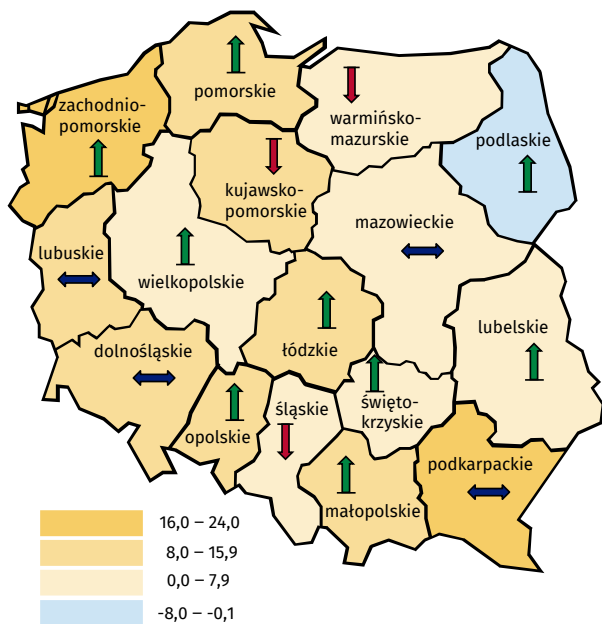 zachodnio-
pomorskie
pomorskie
warmińsko-
mazurskie
podlaskie
kujawsko-
pomorskie
mazowieckie
lubuskie
wielkopolskie
lubelskie
łódzkie
dolnośląskie
śląskie
święto-
krzyskie
opolskie
podkarpackie
małopolskie
16,0 – 24,0
8,0 – 15,9
0,0 – 7,9
-8,0 – -0,1